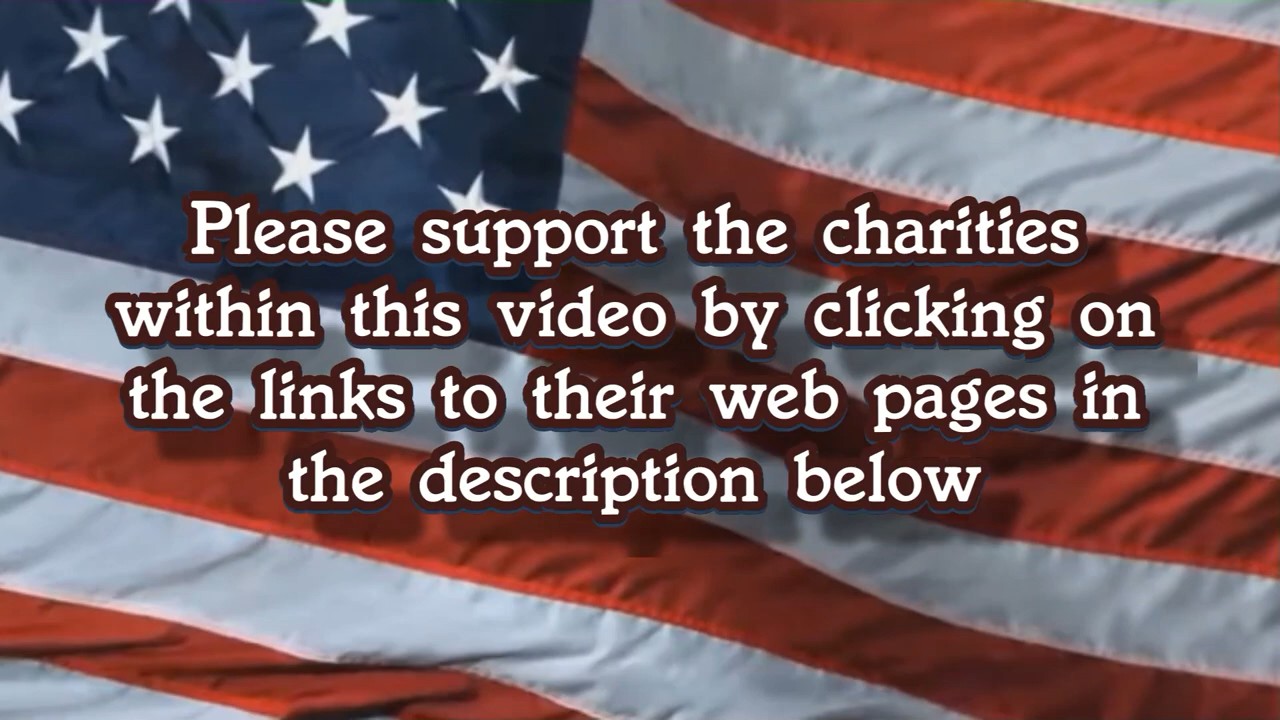 Please support the charities
within this video by clicking on
the links to their web pages in
the description below